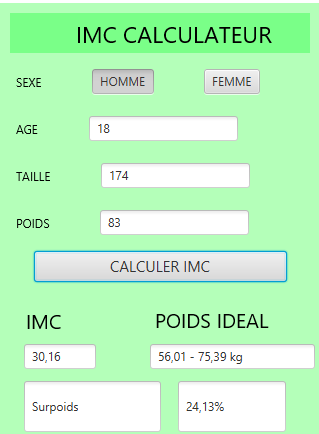 IMC CALCULATEUR
SEXE HOMME FEMME
AGE 18
TAILLE 174
POIDS 83
CALCULER IMC
IMC POIDS IDEAL
30,16 56,01 - 75,39 kg
Surpoids 24,13%